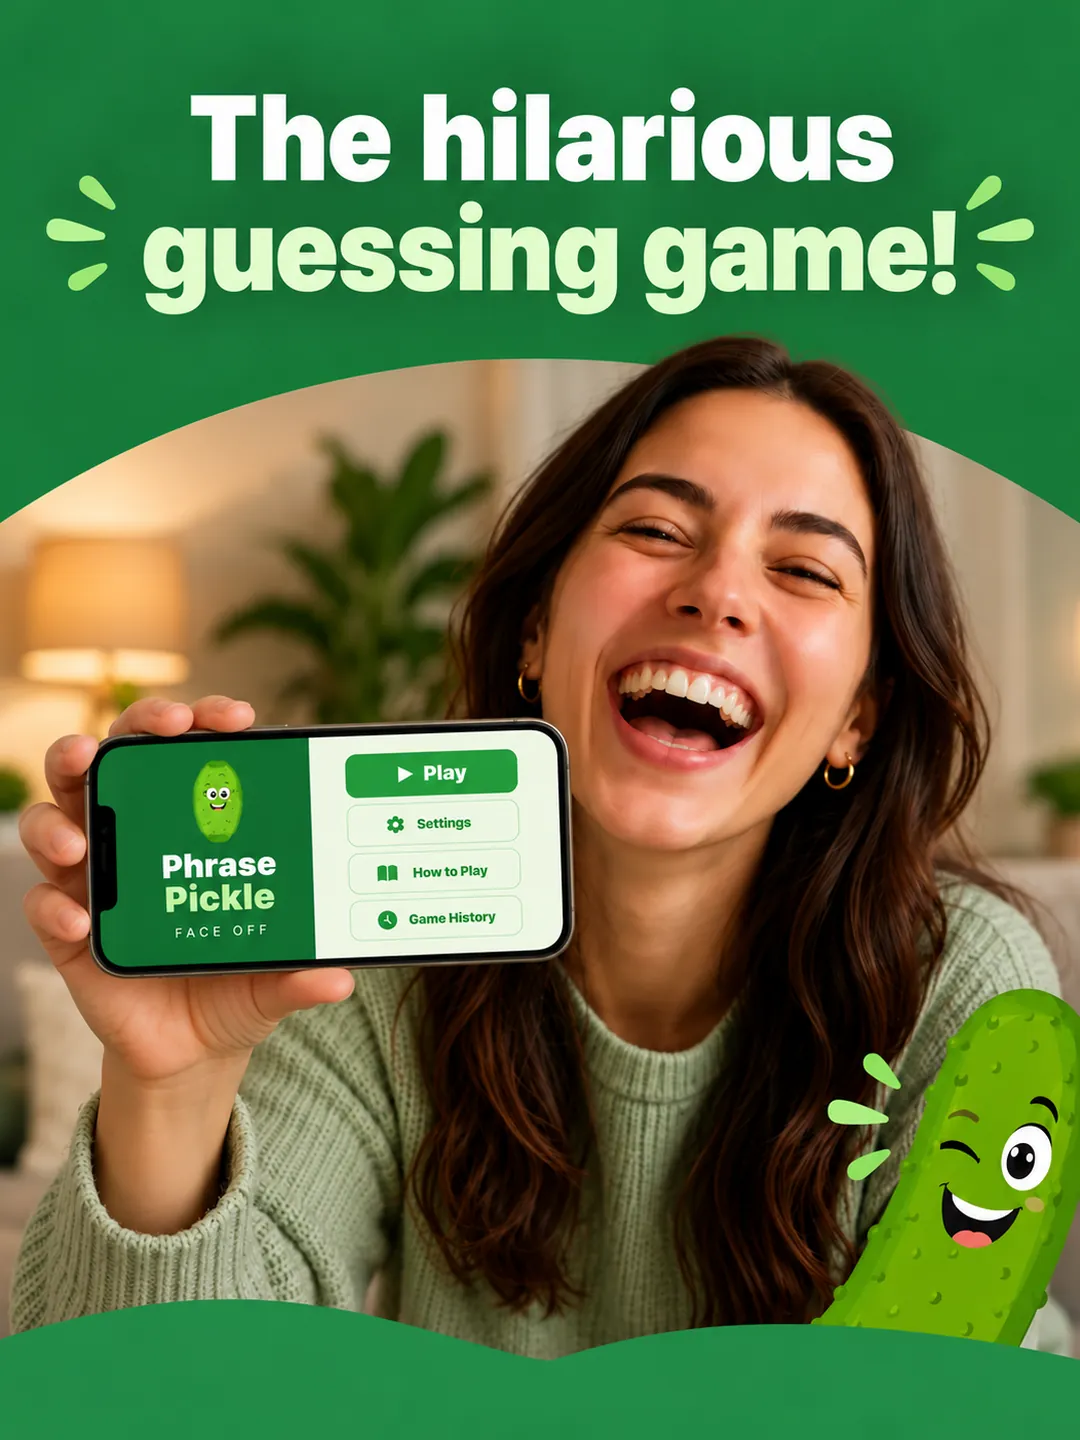 The hilarious
guessing game!
Phrase
Pickle
FACE OFF
Play
Settings
How to Play
Game History